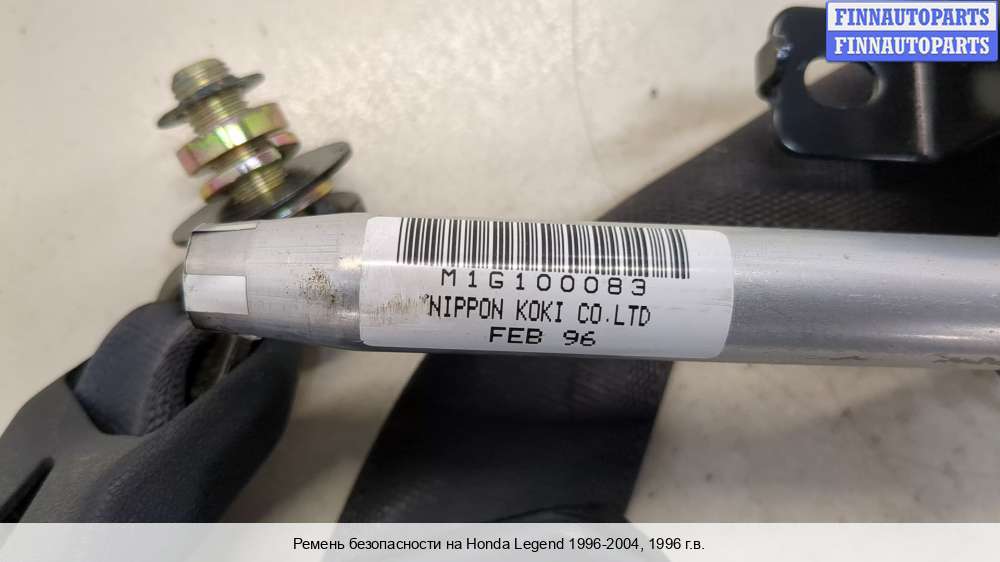 FINNAUTOPARTS
FINNAUTOPARTS
M1G100083
NIPPON KOKI CO.LTD
FEB 96
Ремень безопасности на Honda Legend 1996-2004, 1996 г.в.